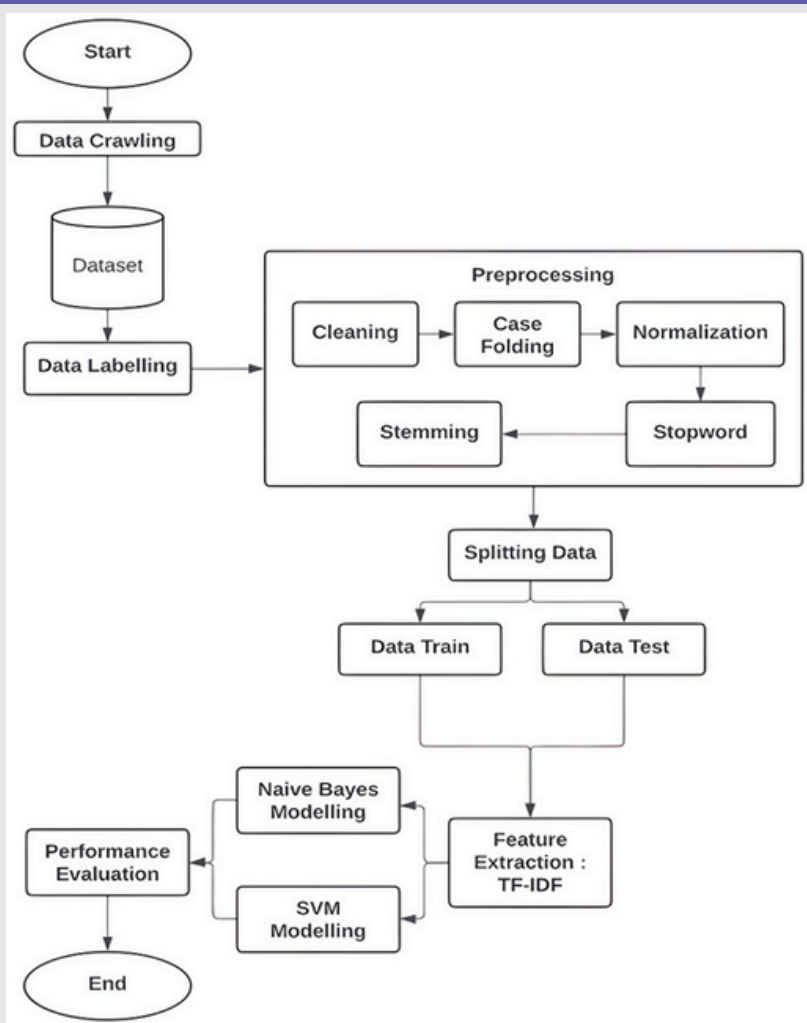 Start
Data Crawling
Dataset
Data Labelling
Preprocessing
Cleaning
Case
Folding
Normalization
Stopword
Stemming
Splitting Data
Data Train
Data Test
Feature
Extraction :
TF-IDF
Naive Bayes
Modelling
SVM
Modelling
Performance
Evaluation
End